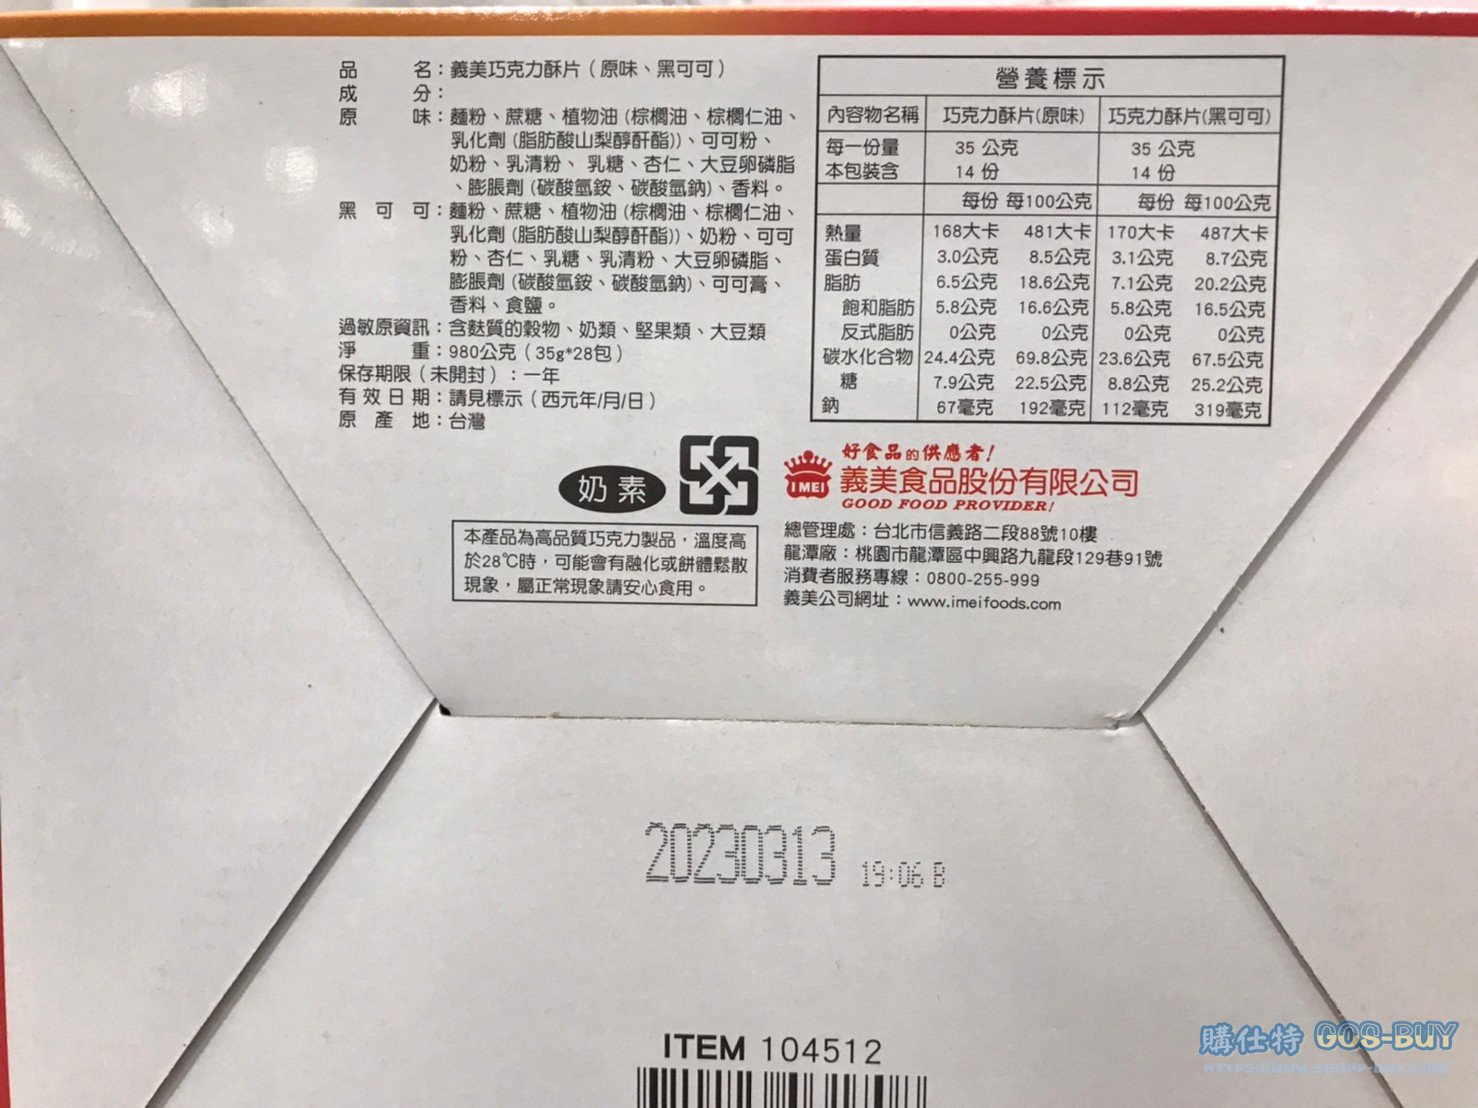 品　　名：義美巧克力酥片（原味、黑可可）
成　　分：
原　　味：麵粉、蔗糖、植物油 (棕櫚油、棕櫚仁油、
乳化劑 (脂肪酸山梨醇酐酯))、可可粉、
奶粉、乳清粉、 乳糖、杏仁、大豆卵磷脂
、膨脹劑 (碳酸氫銨、碳酸氫鈉)、香料。
黑 可 可：麵粉、蔗糖、植物油 (棕櫚油、棕櫚仁油、
乳化劑 (脂肪酸山梨醇酐酯))、奶粉、可可
粉、杏仁、乳糖、乳清粉、大豆卵磷脂、
膨脹劑 (碳酸氫銨、碳酸氫鈉)、可可膏、
香料、食鹽。
過敏原資訊：含麩質的穀物、奶類、堅果類、大豆類
淨　　重：980公克（35g*28包）
保存期限（未開封）：一年
有效日期：請見標示（西元年/月/日）
原 產 地：台灣
營養標示
內容物名稱 巧克力酥片(原味) 巧克力酥片(黑可可)
每一份量 35 公克 35 公克
本包裝含 14 份 14 份
每份 每100公克 每份 每100公克
熱量 168大卡 481大卡 170大卡 487大卡
蛋白質 3.0公克 8.5公克 3.1公克 8.7公克
脂肪 6.5公克 18.6公克 7.1公克 20.2公克
飽和脂肪 5.8公克 16.6公克 5.8公克 16.5公克
反式脂肪 0公克 0公克 0公克 0公克
碳水化合物 24.4公克 69.8公克 23.6公克 67.5公克
糖 7.9公克 22.5公克 8.8公克 25.2公克
鈉 67毫克 192毫克 112毫克 319毫克
奶素
本產品為高品質巧克力製品，溫度高
於28℃時，可能會有融化或餅體鬆散
現象，屬正常現象請安心食用。
I MEI
好食品的供應者!
義美食品股份有限公司
GOOD FOOD PROVIDER!
總管理處：台北市信義路二段88號10樓
龍潭廠：桃園市龍潭區中興路九龍段129巷91號
消費者服務專線：0800-255-999
義美公司網址：www.imeifoods.com
20230313 19:06 B
ITEM 104512
購仕特 GOS-BUY